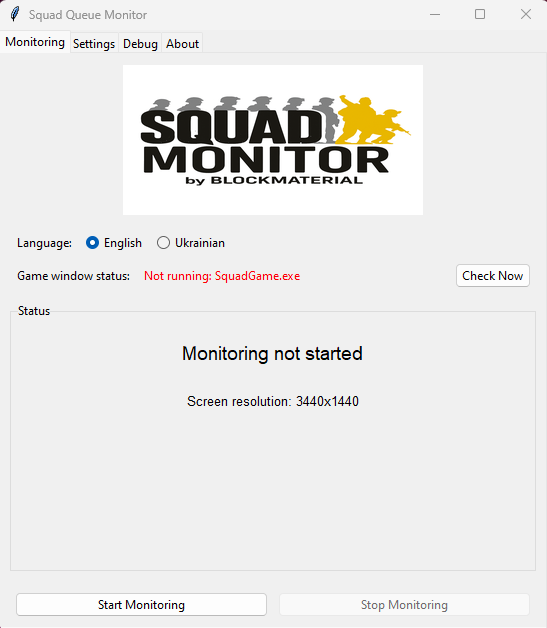 Squad Queue Monitor
Monitoring Settings Debug About
SQUAD
MONITOR
by BLOCKMATERIAL
Language: English Ukrainian
Game window status: Not running: SquadGame.exe Check Now
Status
Monitoring not started
Screen resolution: 3440x1440
Start Monitoring Stop Monitoring